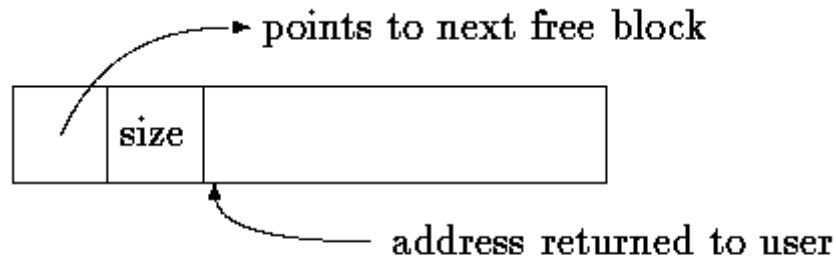 points to next free block
size
address returned to user